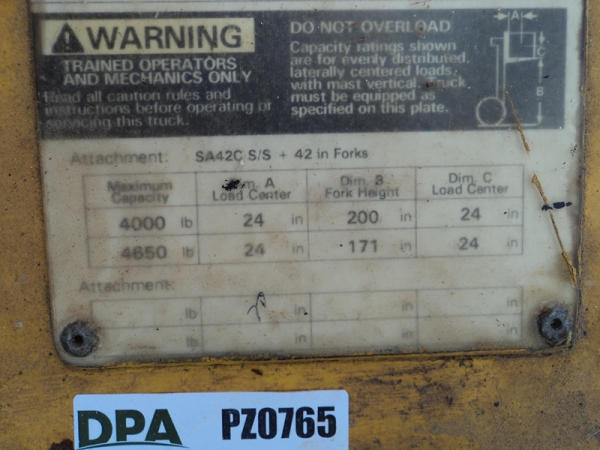 WARNING
TRAINED OPERATORS
AND MECHANICS ONLY
Read all caution rules and
instructions before operating or
servicing this truck.
DO NOT OVERLOAD
Capacity ratings shown
are for evenly distributed,
laterally centered loads,
with mast vertical. Truck
must be equipped as
specified on this plate.
A
C
B
Attachment: SA42C S/S + 42 in Forks
Maximum Capacity Dim. A Load Center Dim. B Fork Height Dim. C Load Center
4000 lb 24 in 200 in 24 in
4650 lb 24 in 171 in 24 in
Attachment:
lb in in in
lb in in in
DPA PZ0765